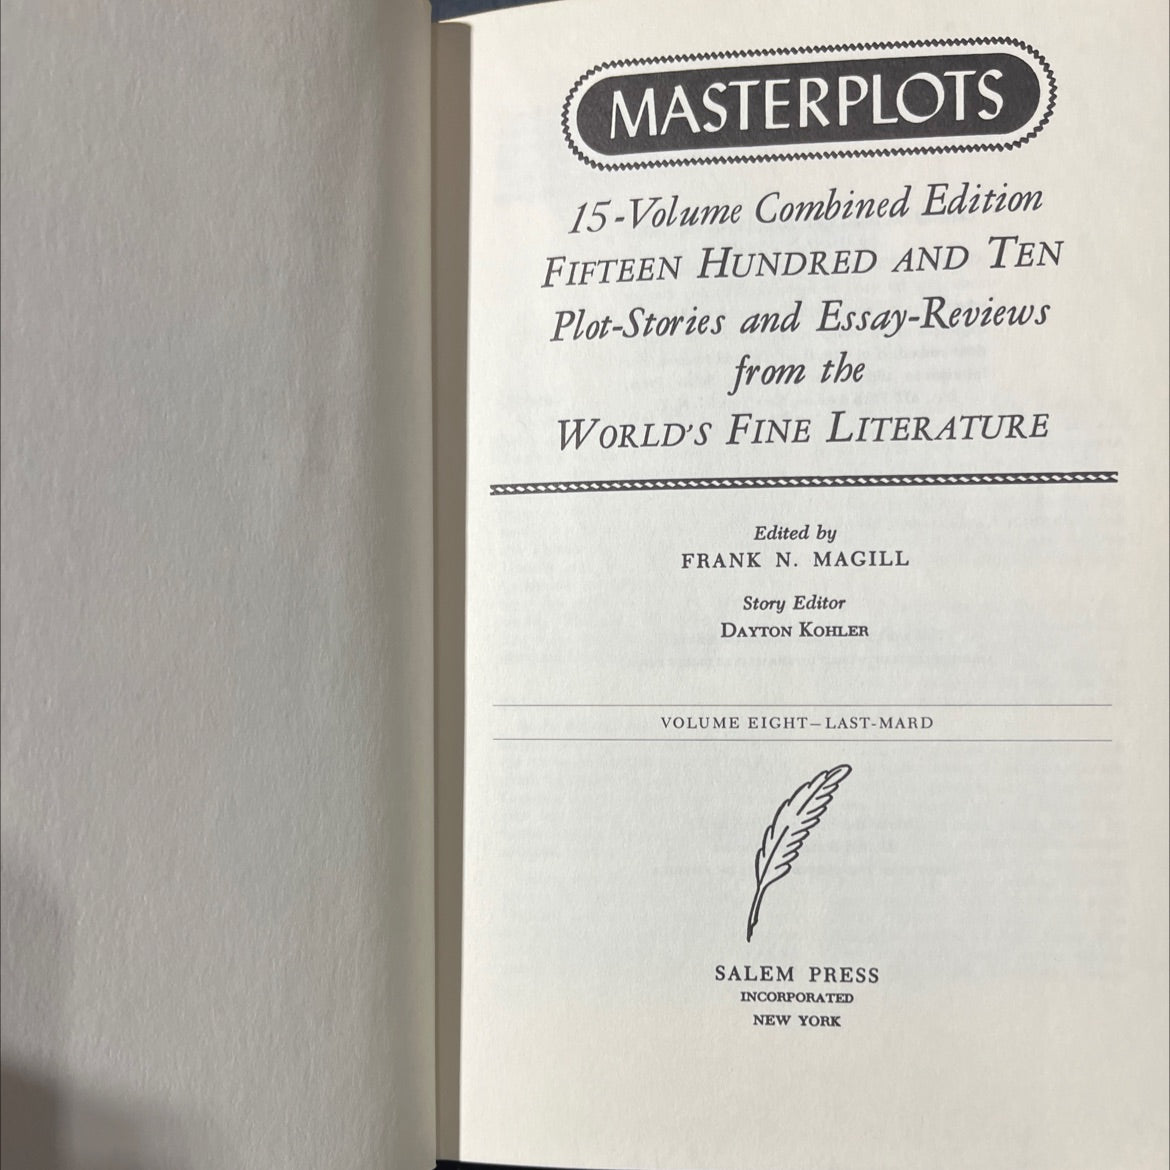 MASTERPLOTS
15-Volume Combined Edition
FIFTEEN HUNDRED AND TEN
Plot-Stories and Essay-Reviews
from the
WORLD'S FINE LITERATURE
Edited by
FRANK N. MAGILL
Story Editor
DAYTON KOHLER
VOLUME EIGHT—LAST-MARD
SALEM PRESS
INCORPORATED
NEW YORK